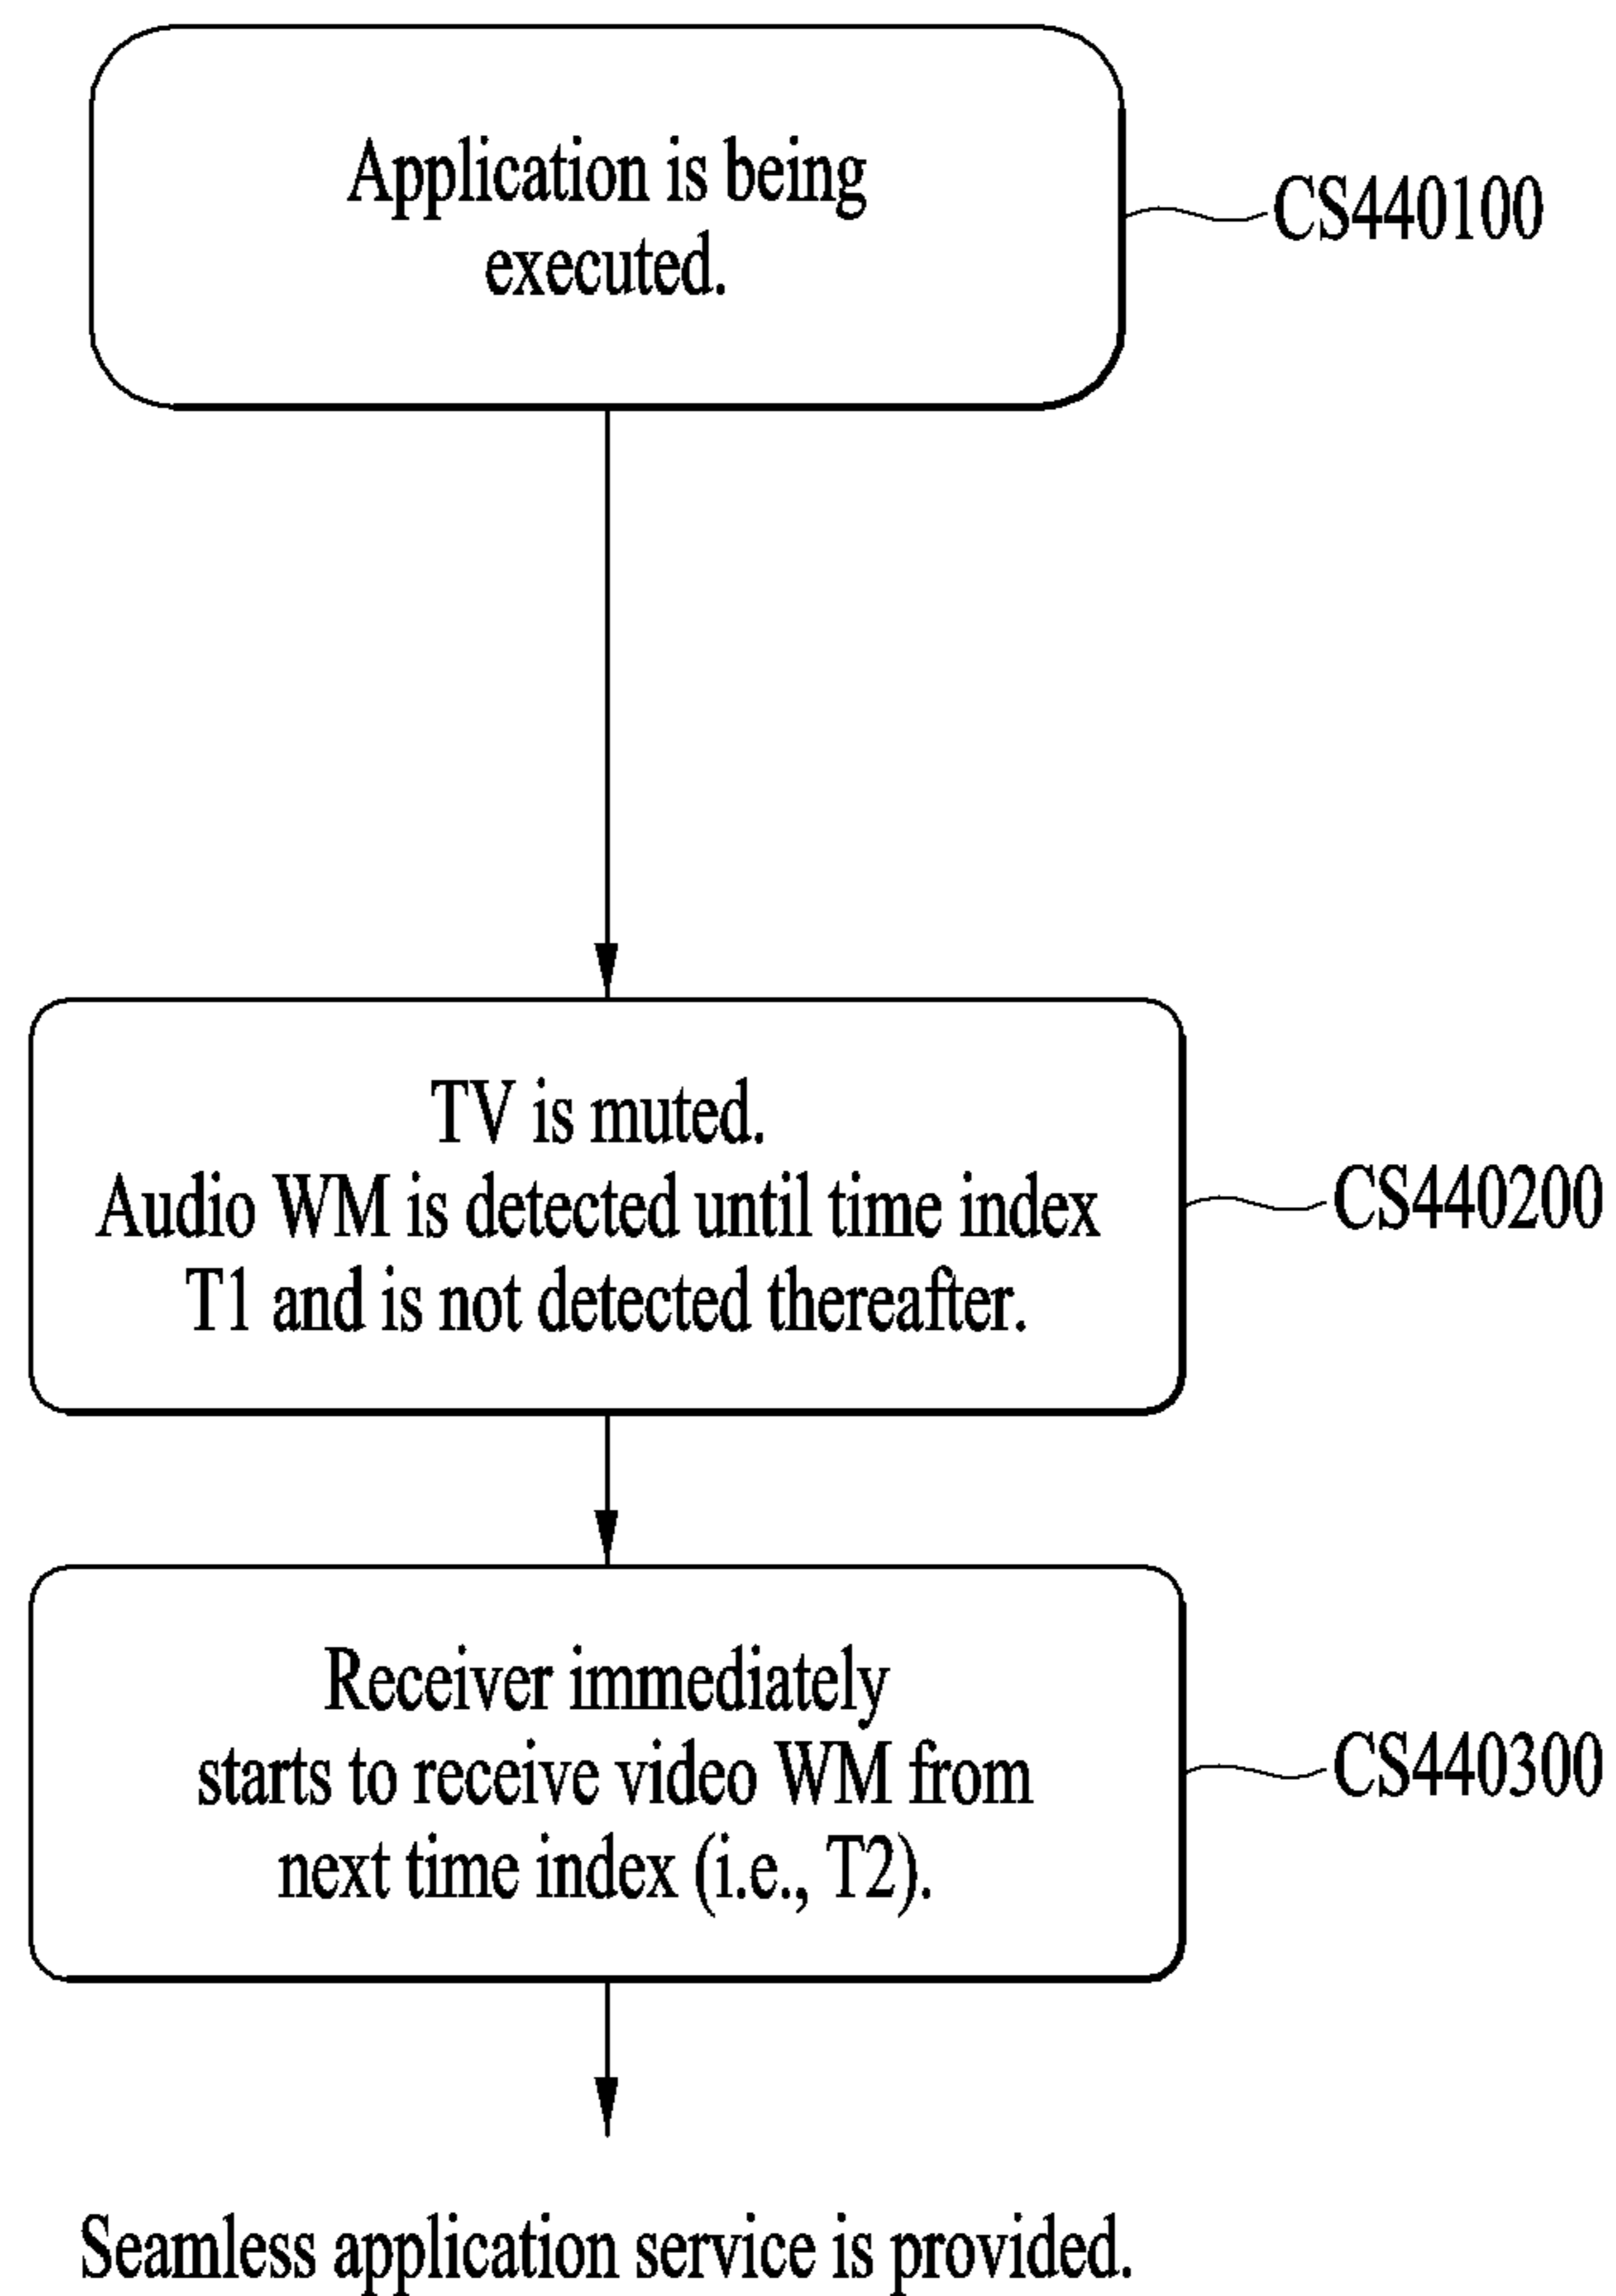 Application is being
executed.
CS440100
TV is muted.
Audio WM is detected until time index
T1 and is not detected thereafter.
CS440200
Receiver immediately
starts to receive video WM from
next time index (i.e., T2).
CS440300
Seamless application service is provided.